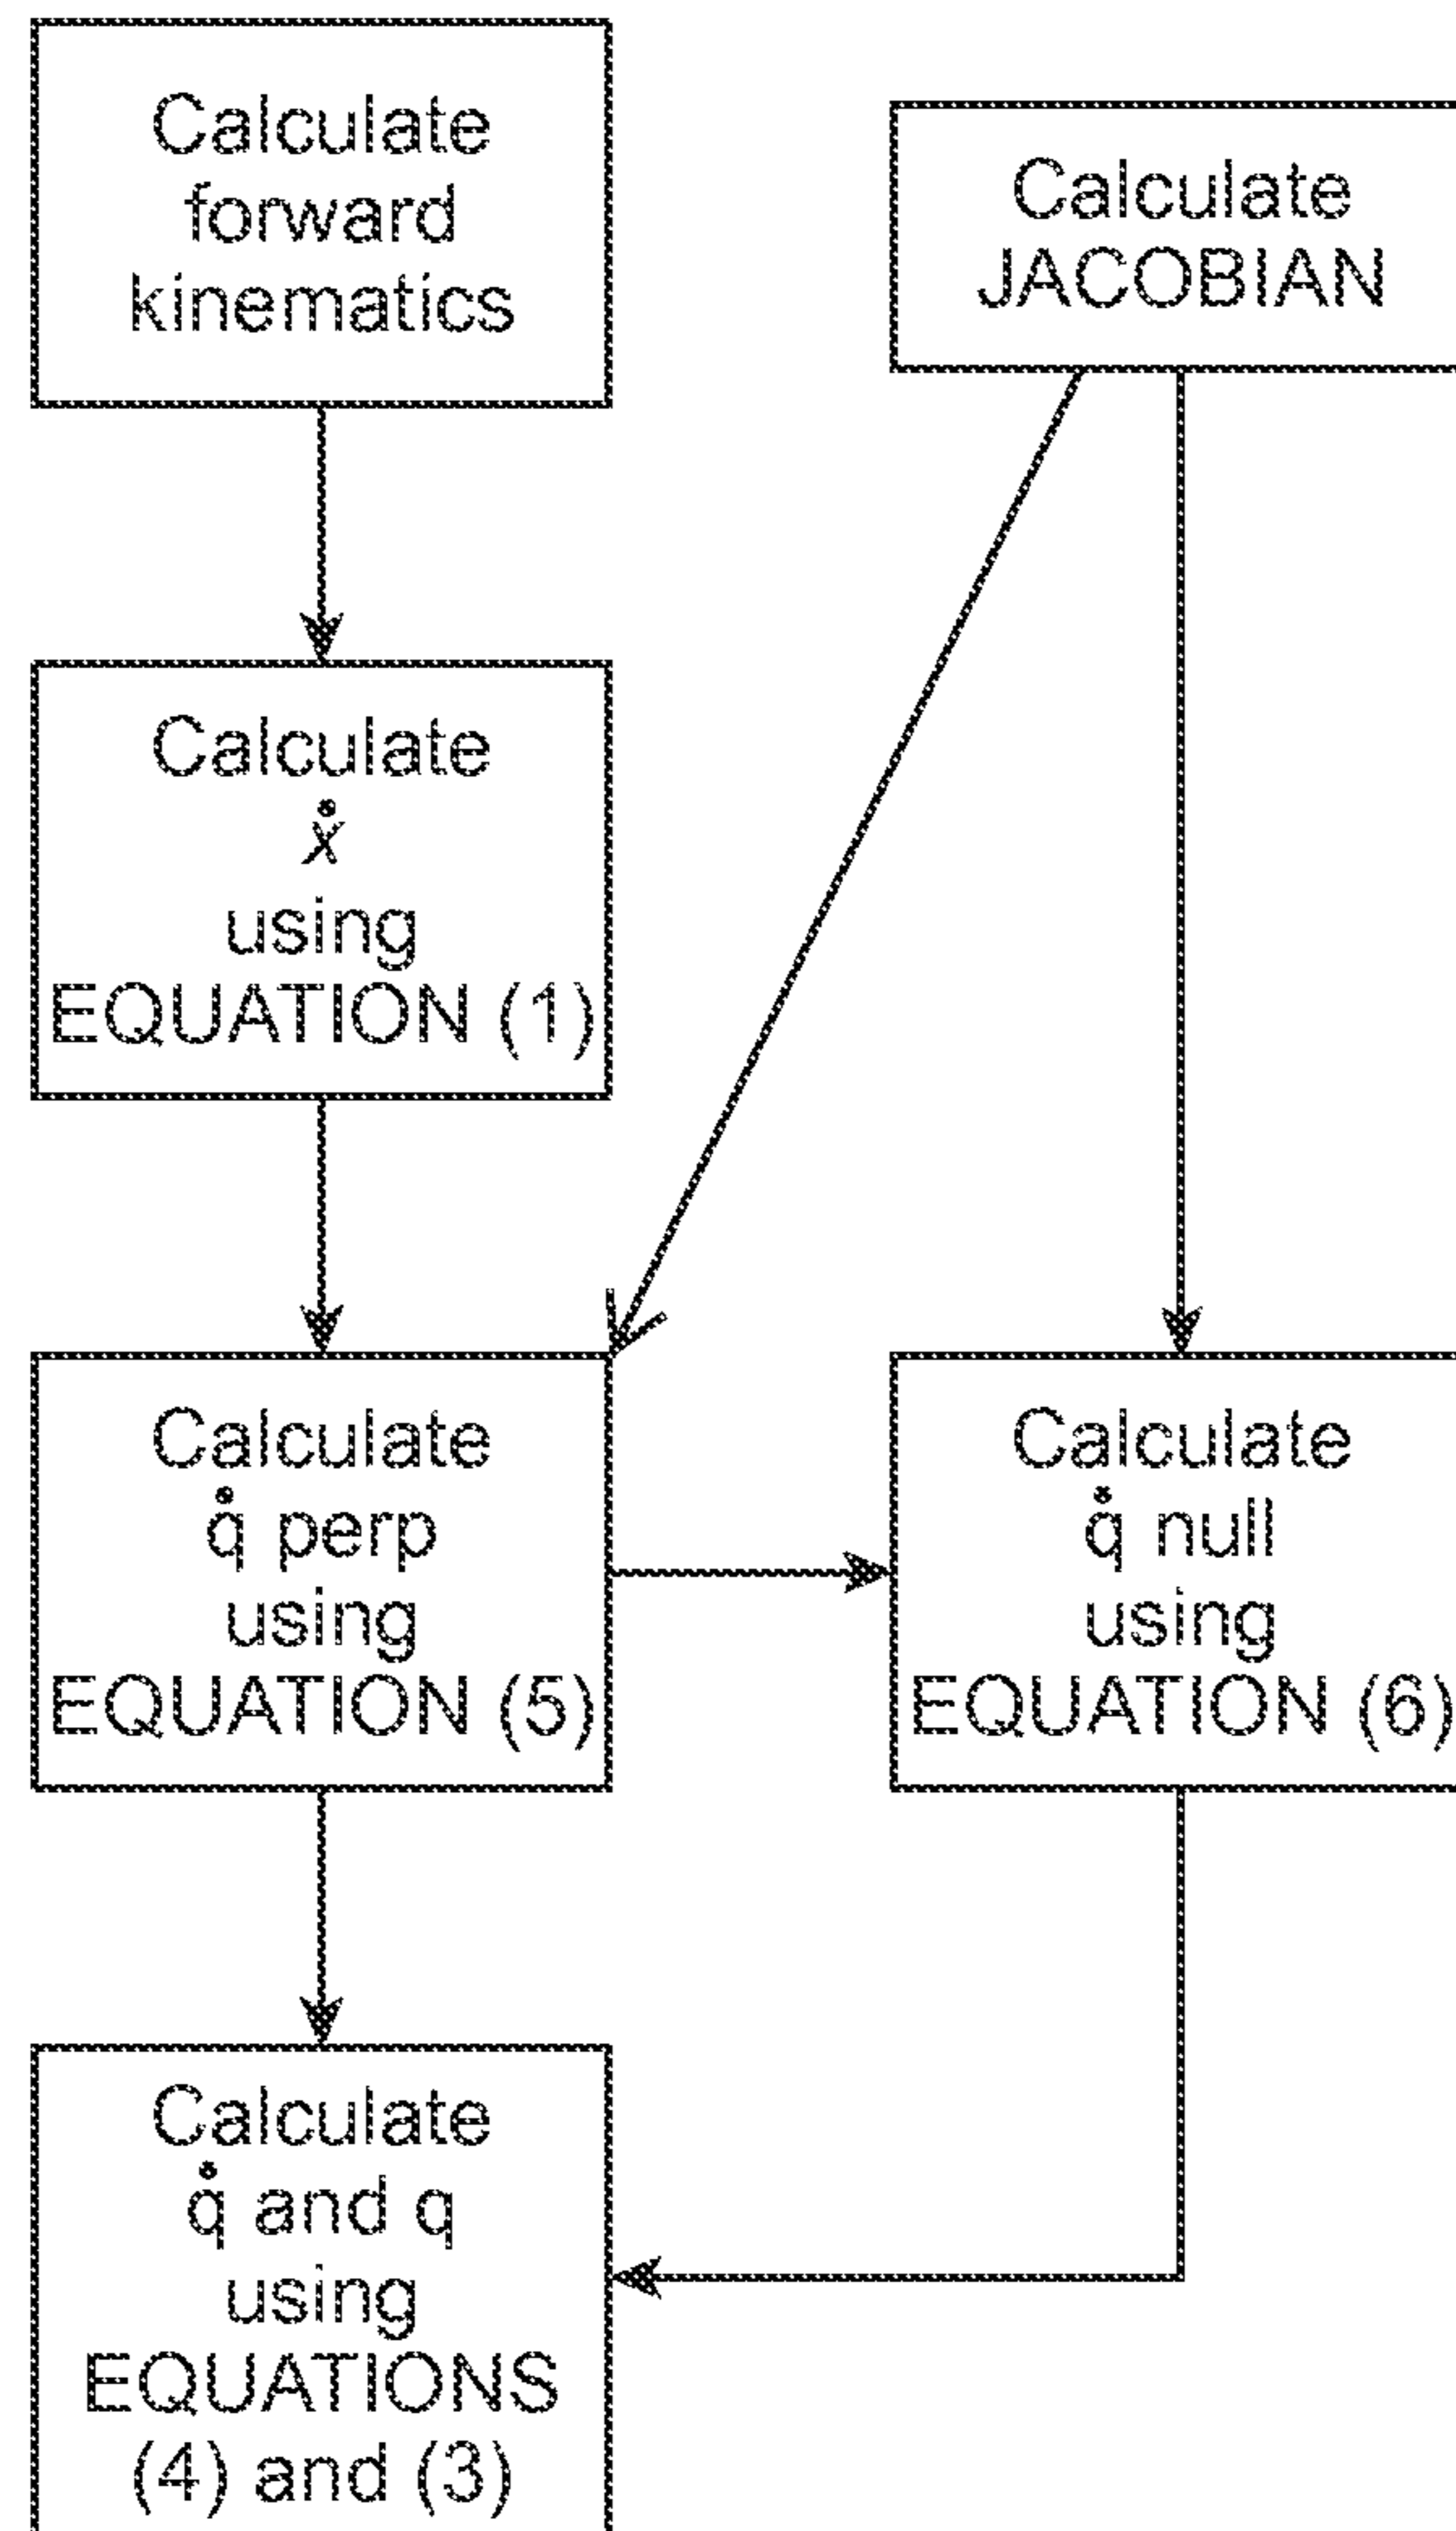 Calculate
forward
kinematics
Calculate
JACOBIAN
Calculate
ẋ
using
EQUATION (1)
Calculate
q̇ perp
using
EQUATION (5)
Calculate
q̇ null
using
EQUATION (6)
Calculate
q̇ and q
using
EQUATIONS
(4) and (3)